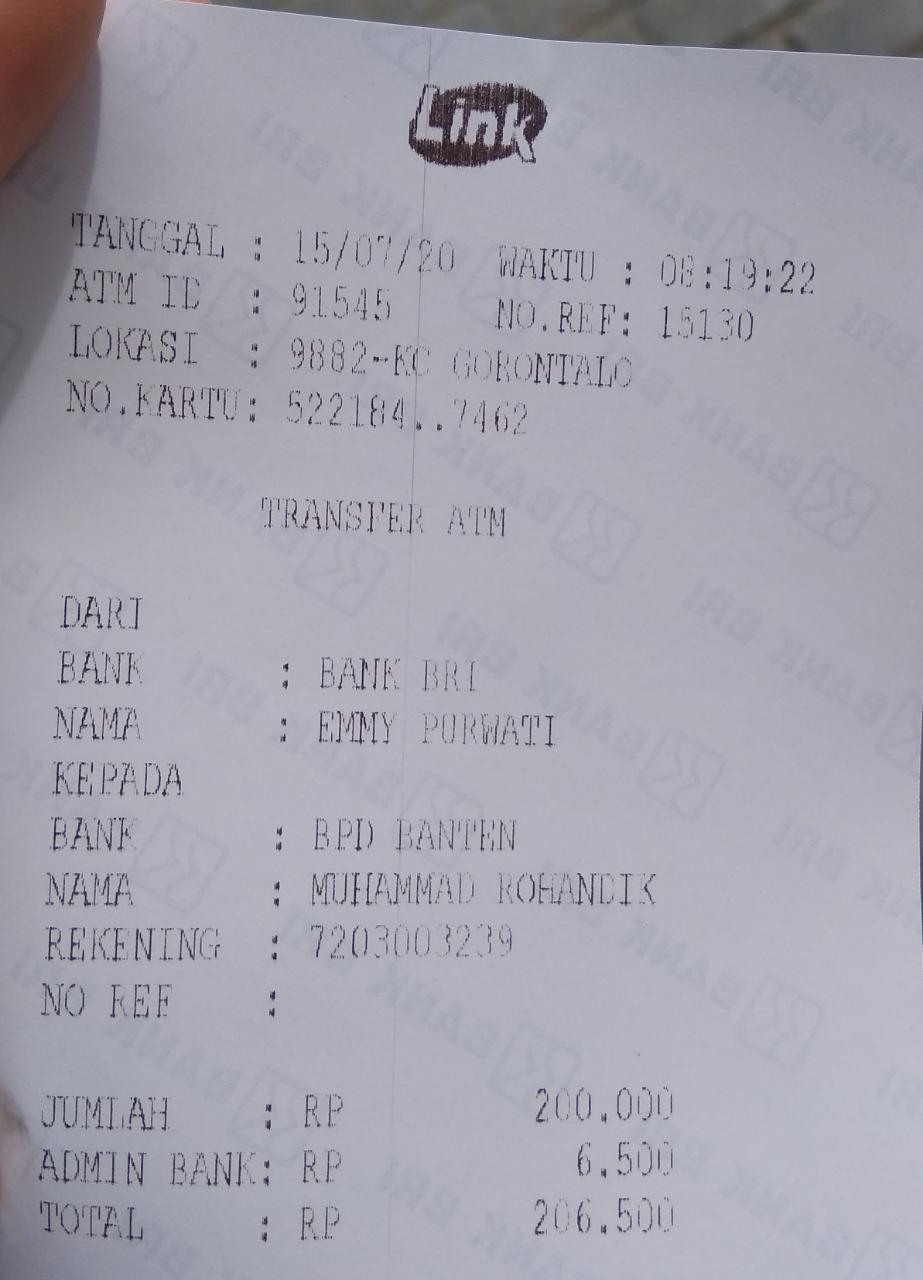 Link
TANGGAL : 15/07/20 WAKTU : 08:19:22
ATM ID : 91545 NO.REF: 15130
LOKASI : 9882-KC GORONTALO
NO.KARTU: 522184..7462
TRANSFER ATM
DARI
BANK : BANK BRI
NAMA : EMMY PURWATI
KEPADA
BANK : BPD BANTEN
NAMA : MUHAMMAD ROHANDIK
REKENING : 7203003239
NO REF :
JUMLAH : RP 200.000
ADMIN BANK: RP 6.500
TOTAL : RP 206.500